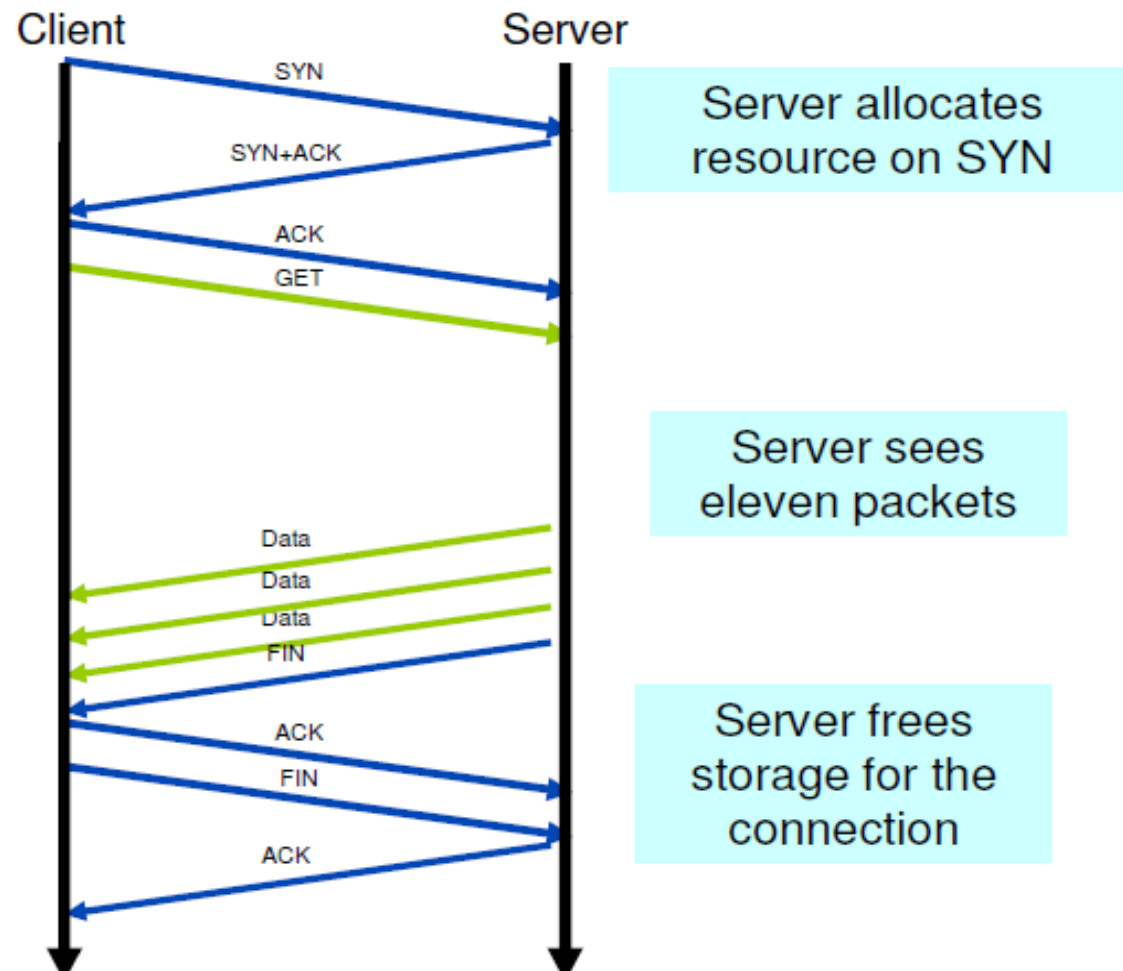 Client
Server
SYN
Server allocates
resource on SYN
SYN+ACK
ACK
GET
Server sees
eleven packets
Data
Data
Data
FIN
Server frees
storage for the
connection
ACK
FIN
ACK